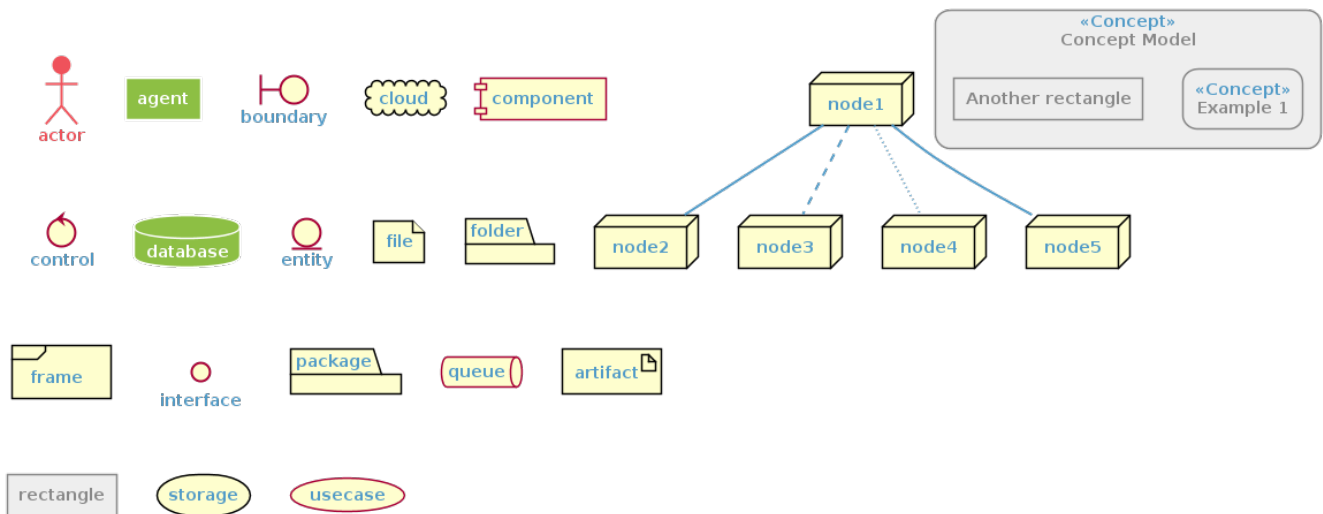 «Concept»
Concept Model
actor
agent
boundary
cloud
component
node1
Another rectangle
«Concept»
Example 1
control
database
entity
file
folder
node2
node3
node4
node5
frame
interface
package
queue
artifact
rectangle
storage
usecase